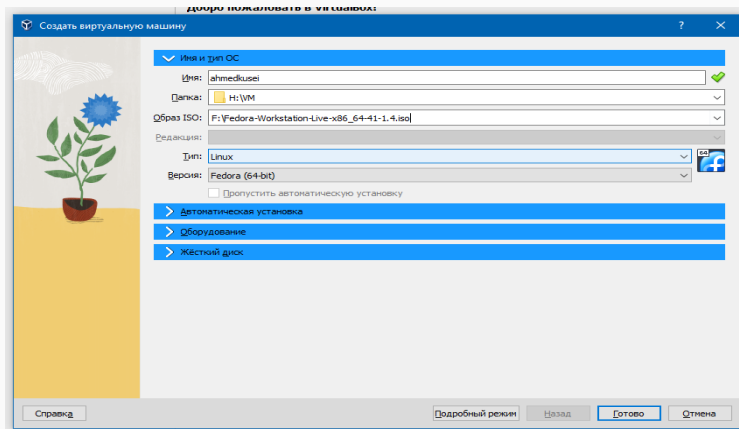 Добро пожаловать в VirtualBox!
Создать виртуальную машину
Имя и тип ОС
Имя: ahmedkusei
Папка: H:\VM
Образ ISO: F:\Fedora-Workstation-Live-x86_64-41-1.4.iso
Редакция:
Тип: Linux
64
Версия: Fedora (64-bit)
Пропустить автоматическую установку
Автоматическая установка
Оборудование
Жёсткий диск
Справка Подробный режим Назад Готово Отмена